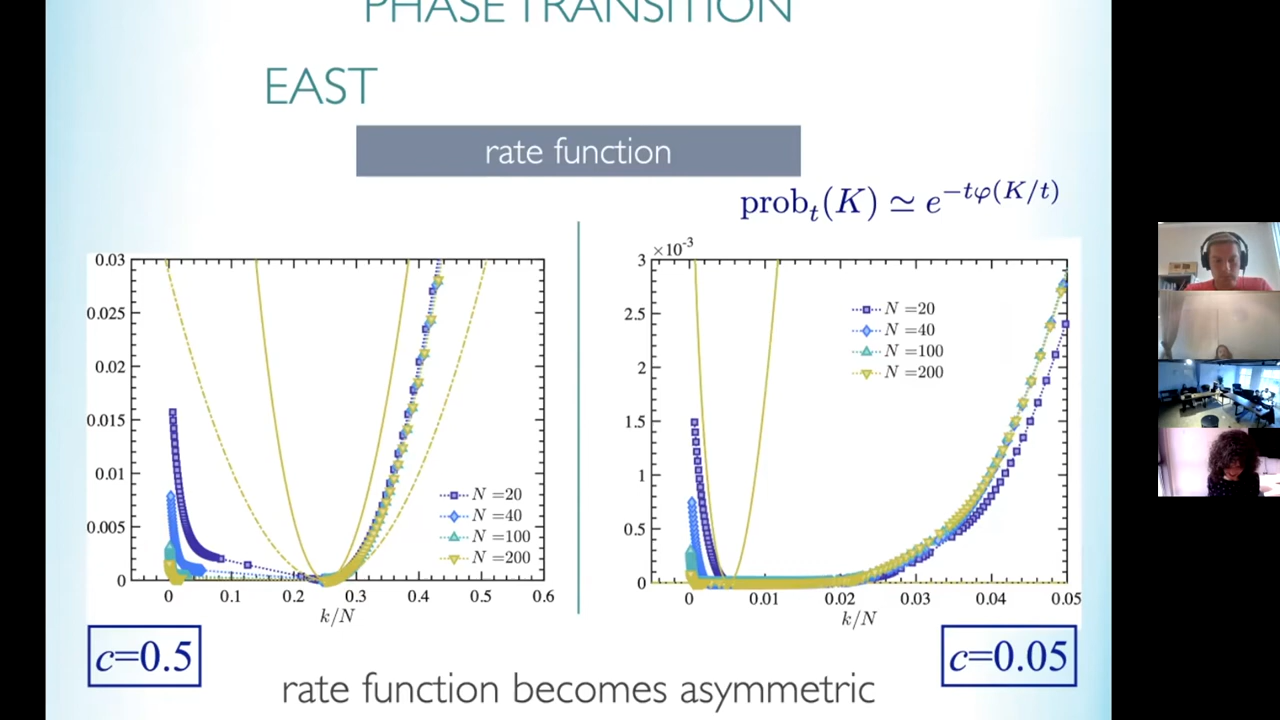 PHASE TRANSITION
EAST
rate function
prob_t(K) ≃ e^{-tφ(K/t)}
0.03
0.025
0.02
0.015
0.01
0.005
0
0 0.1 0.2 0.3 0.4 0.5 0.6
k/N
N =20
N =40
N =100
N =200
×10⁻³
3
2.5
2
1.5
1
0.5
0
0 0.01 0.02 0.03 0.04 0.05
k/N
N =20
N =40
N =100
N =200
c=0.5
c=0.05
rate function becomes asymmetric